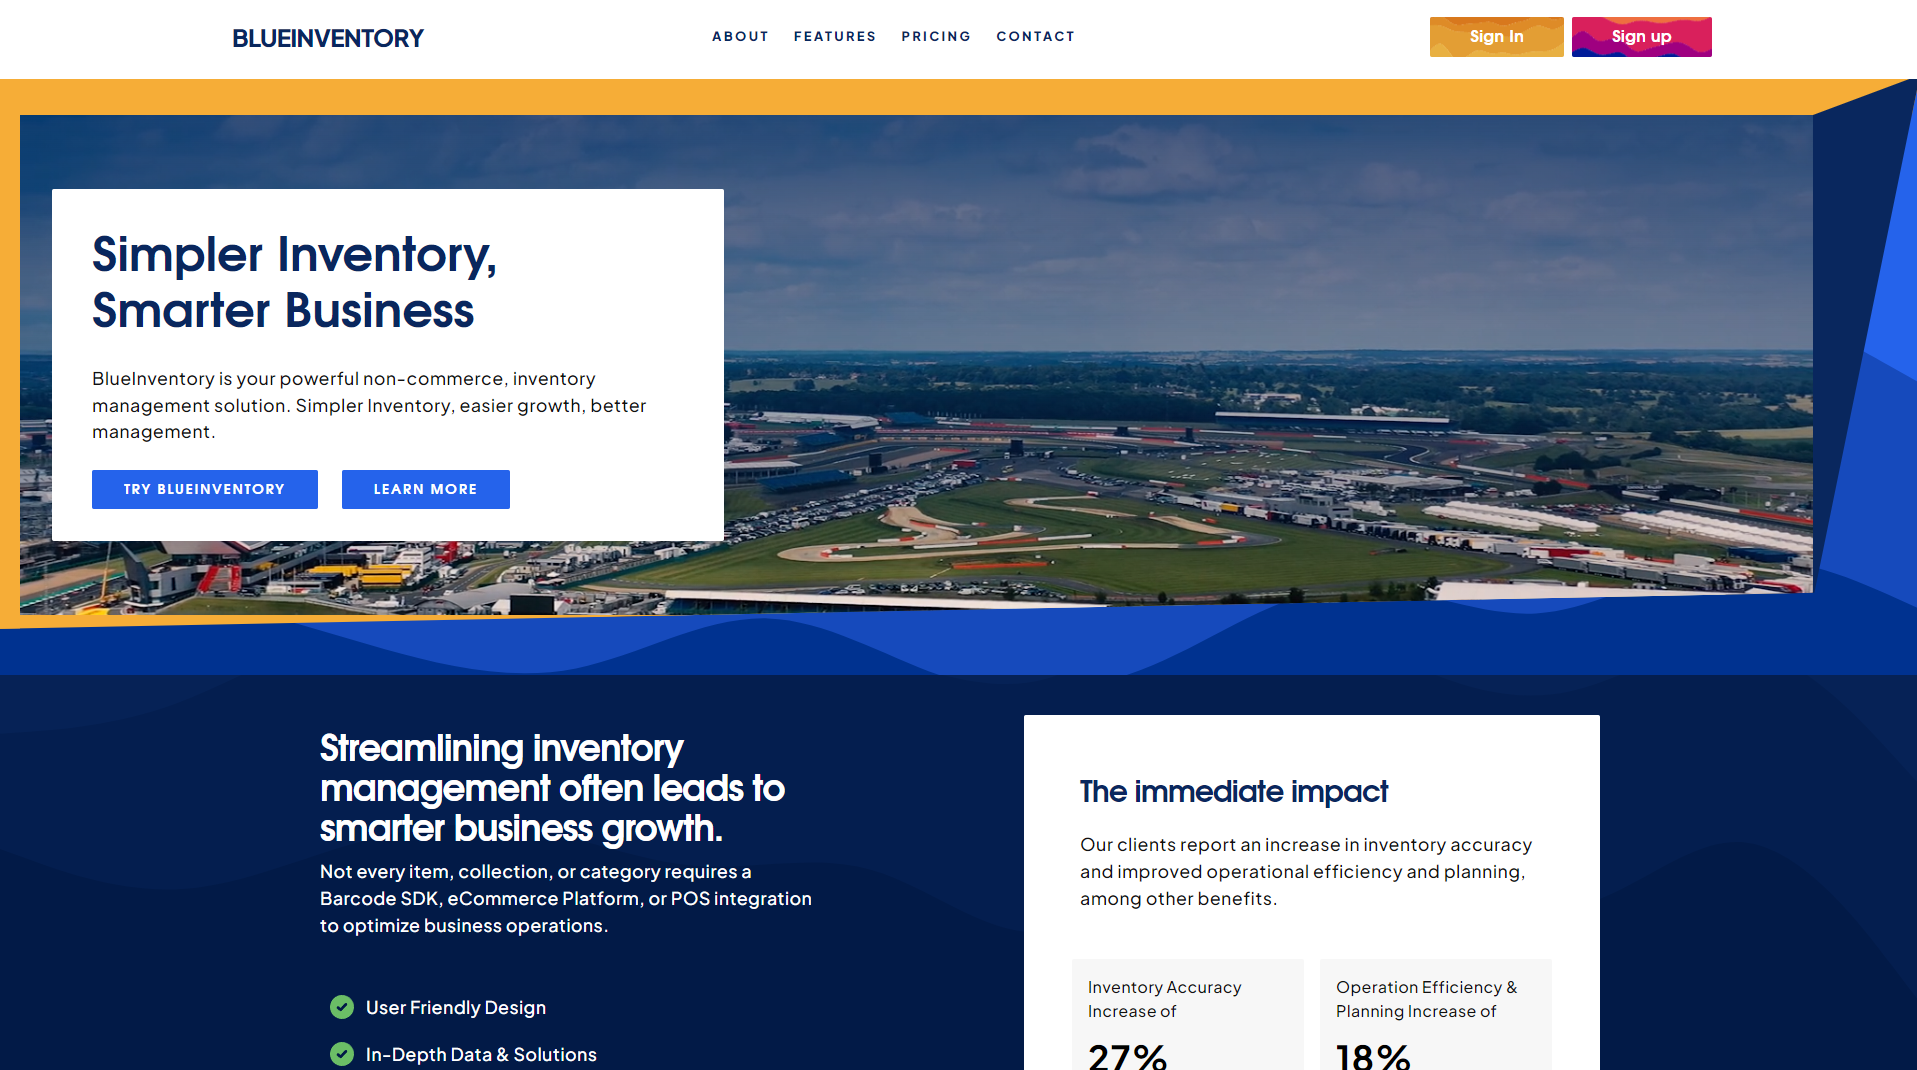 BLUEINVENTORY
ABOUT FEATURES PRICING CONTACT
Sign In
Sign up
Simpler Inventory,
Smarter Business
BlueInventory is your powerful non-commerce, inventory
management solution. Simpler Inventory, easier growth, better
management.
TRY BLUEINVENTORY
LEARN MORE
Streamlining inventory
management often leads to
smarter business growth.
Not every item, collection, or category requires a
Barcode SDK, eCommerce Platform, or POS integration
to optimize business operations.
User Friendly Design
In-Depth Data & Solutions
The immediate impact
Our clients report an increase in inventory accuracy
and improved operational efficiency and planning,
among other benefits.
Inventory Accuracy
Increase of
27%
Operation Efficiency &
Planning Increase of
18%